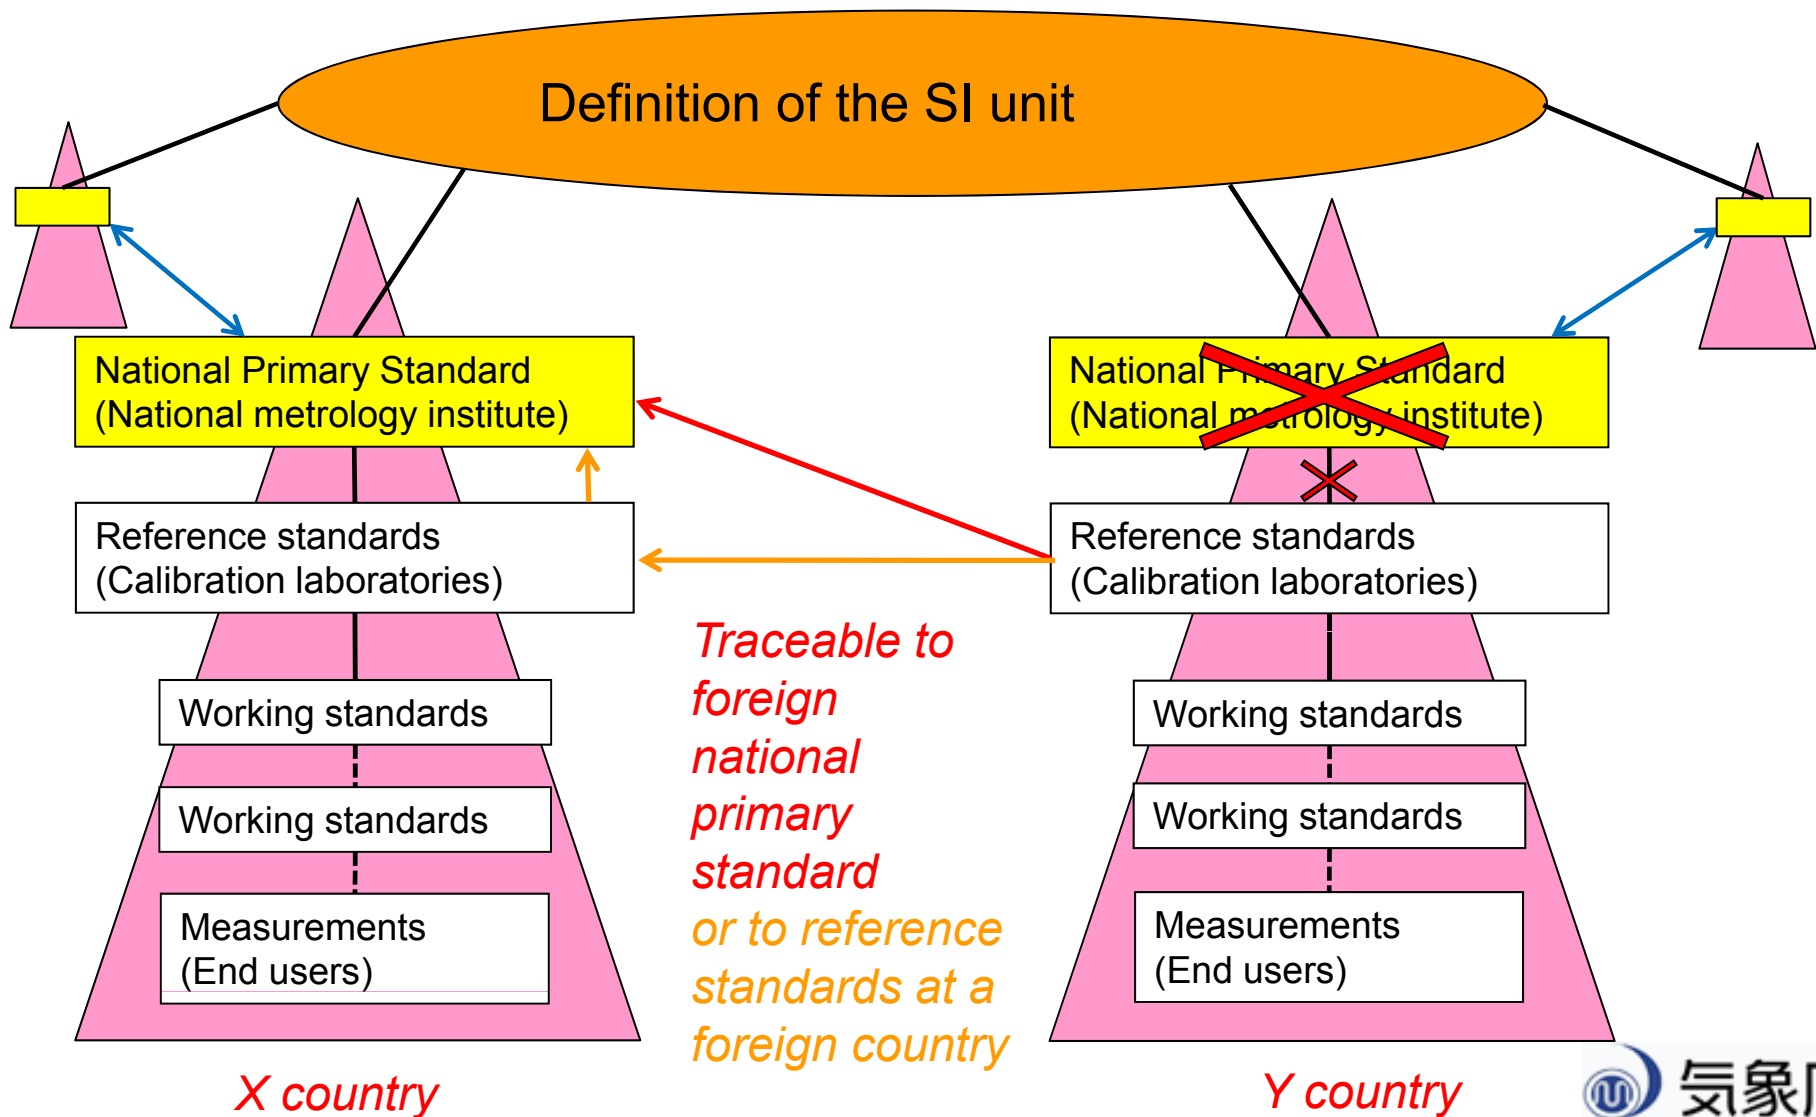 Definition of the SI unit
National Primary Standard
(National metrology institute)
Reference standards
(Calibration laboratories)
Working standards
Working standards
Measurements
(End users)
X country
Traceable to
foreign
national
primary
standard
or to reference
standards at a
foreign country
National Primary Standard
(National metrology institute)
Reference standards
(Calibration laboratories)
Working standards
Working standards
Measurements
(End users)
Y country
気象